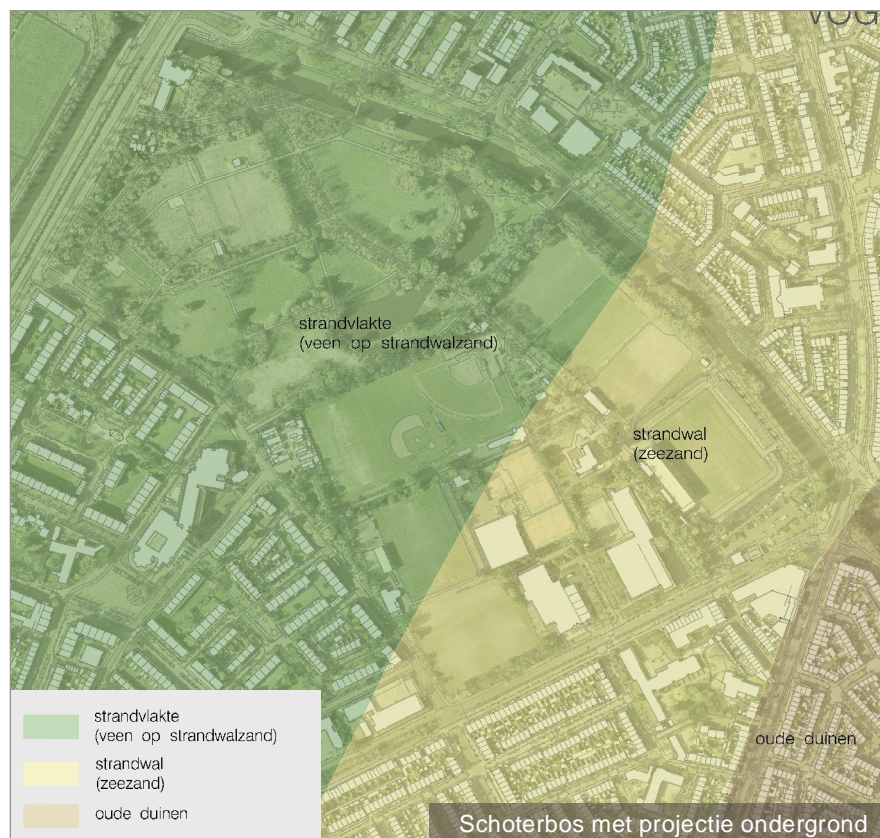 strandvlakte
(veen op strandwalzand)
strandwal
(zeezand)
oude duinen
strandvlakte
(veen op strandwalzand)
strandwal
(zeezand)
oude duinen
Schoterbos met projectie ondergrond